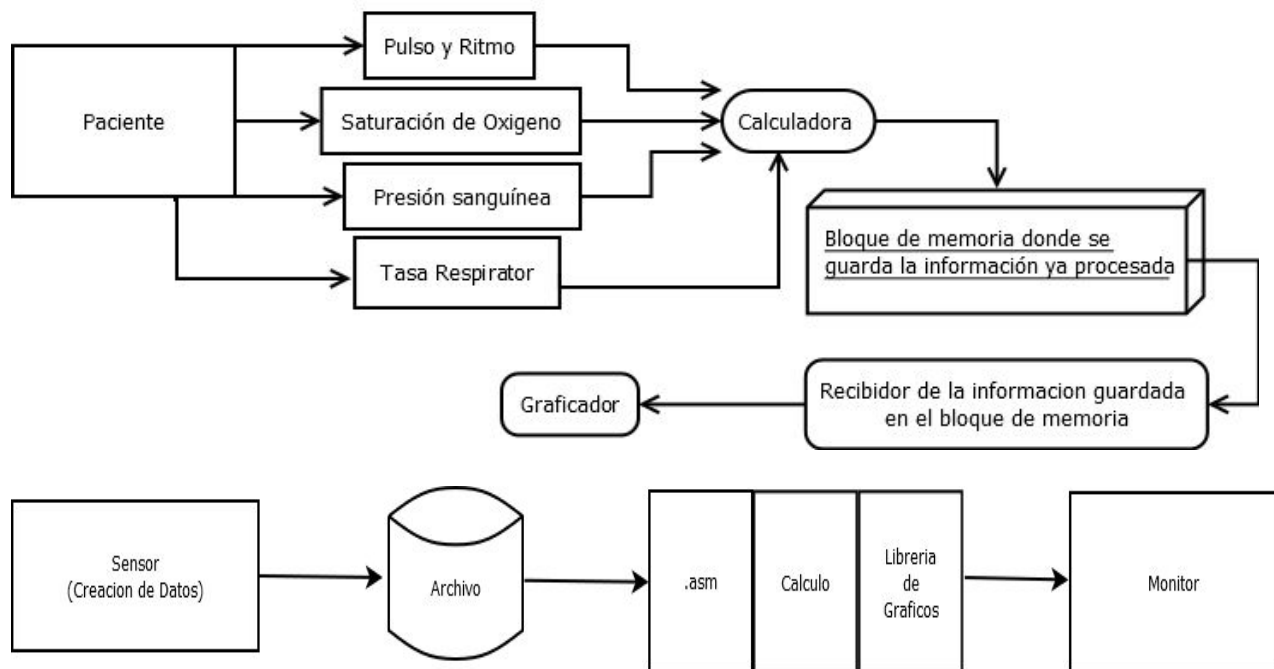 Paciente
Pulso y Ritmo
Saturación de Oxigeno
Presión sanguínea
Tasa Respirator
Calculadora
Bloque de memoria donde se
guarda la información ya procesada
Recibidor de la informacion guardada
en el bloque de memoria
Graficador
Sensor
(Creacion de Datos)
Archivo
.asm
Calculo
Libreria
de
Graficos
Monitor